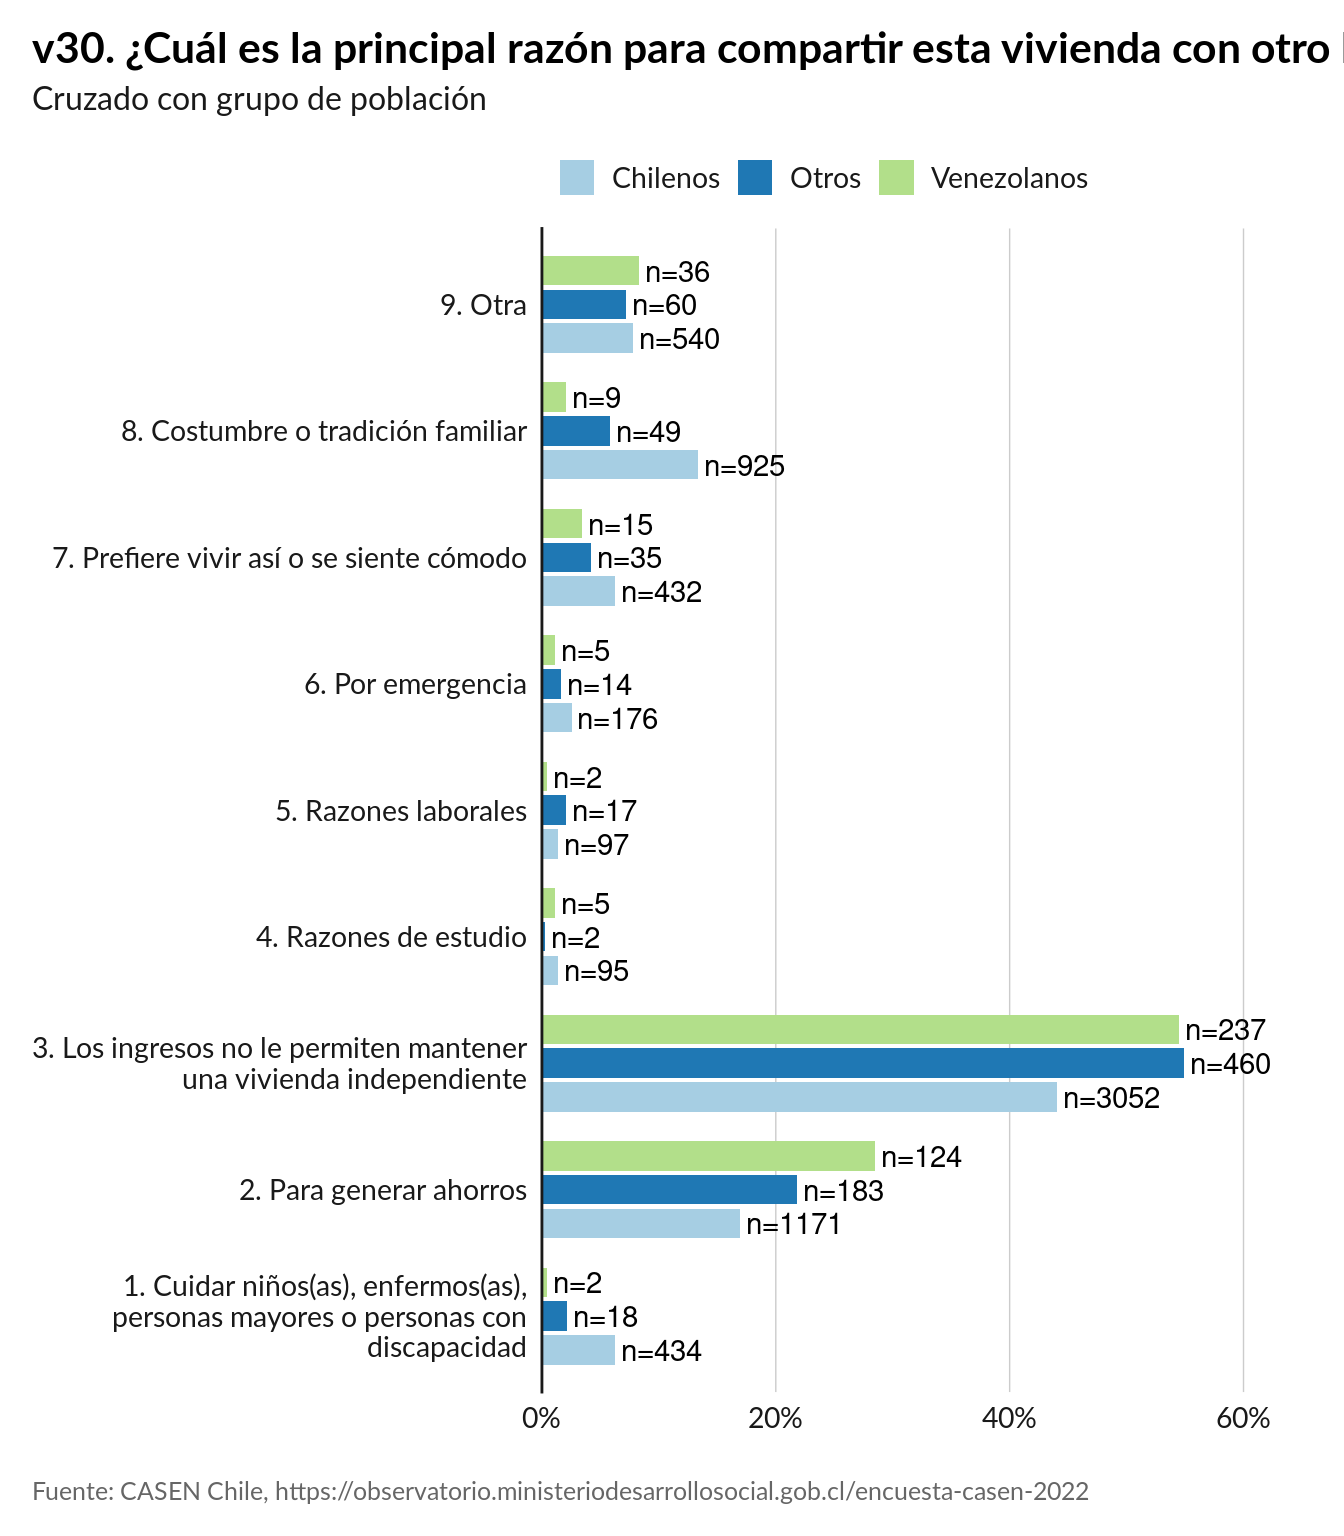 v30. ¿Cuál es la principal razón para compartir esta vivienda con otro
Cruzado con grupo de población
Chilenos Otros Venezolanos
n=36
9. Otra n=60
n=540
n=9
8. Costumbre o tradición familiar n=49
n=925
n=15
7. Prefiere vivir así o se siente cómodo n=35
n=432
n=5
6. Por emergencia n=14
n=176
n=2
5. Razones laborales n=17
n=97
n=5
4. Razones de estudio n=2
n=95
3. Los ingresos no le permiten mantener
una vivienda independiente
n=237
n=460
n=3052
n=124
2. Para generar ahorros n=183
n=1171
1. Cuidar niños(as), enfermos(as),
personas mayores o personas con
discapacidad
n=2
n=18
n=434
0% 20% 40% 60%
Fuente: CASEN Chile, https://observatorio.ministeriodesarrollosocial.gob.cl/encuesta-casen-2022